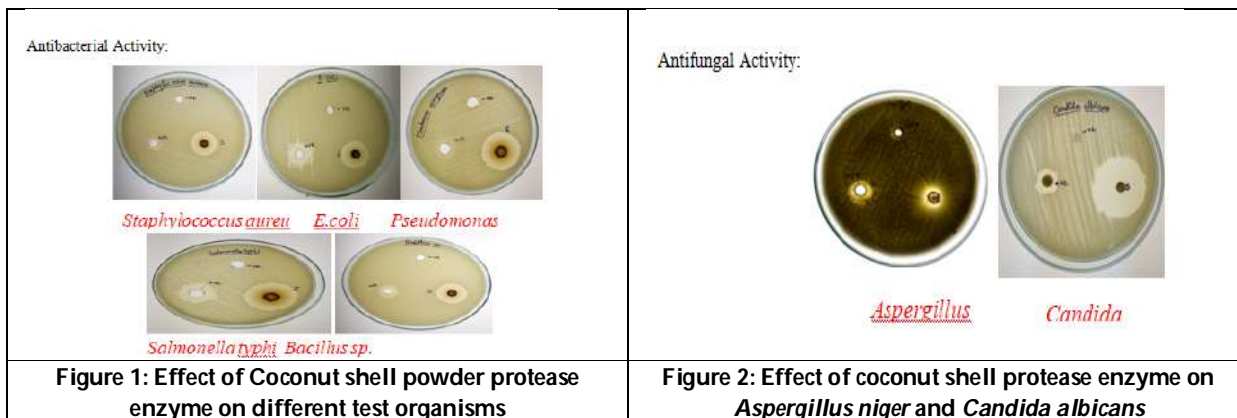 Antibacterial Activity:
Staphylococcus aureu E.coli Pseudomonas
Salmonella typhi Bacillus sp.
Figure 1: Effect of Coconut shell powder protease
enzyme on different test organisms
Antifungal Activity:
Candida albicans
Aspergillus Candida
Figure 2: Effect of coconut shell protease enzyme on
Aspergillus niger and Candida albicans